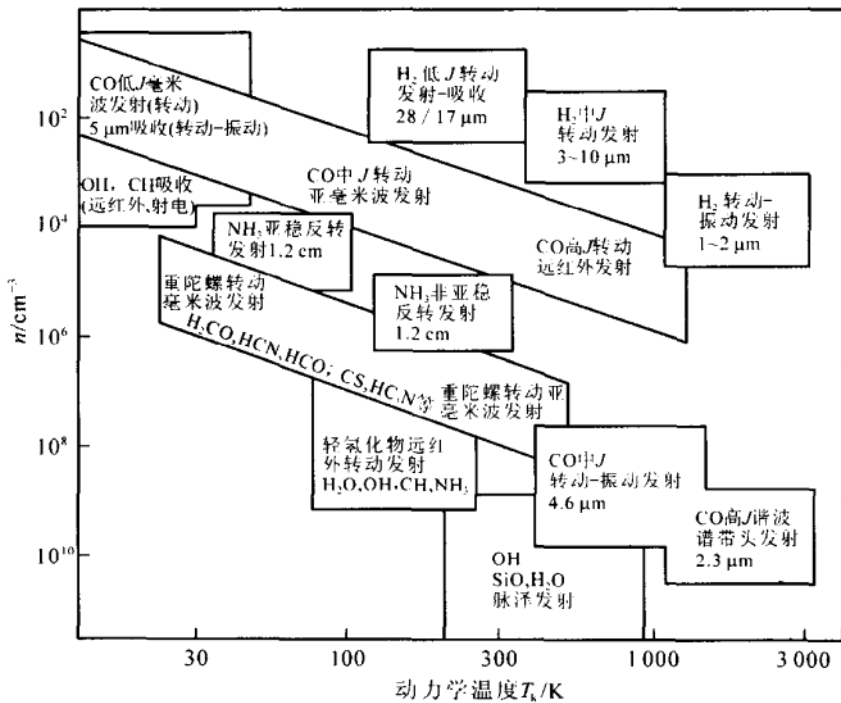 CO低J毫米
波发射(转动)
5 μm吸收(转动-振动)
H₂低J转动
发射-吸收
28 / 17 μm
H₂中J
转动发射
3~10 μm
H₂转动-
振动发射
1~2 μm
OH, CH吸收
(远红外,射电)
CO中J转动
亚毫米波发射
CO高J转动
远红外发射
NH₃亚稳反转
发射1.2 cm
NH₃非亚稳
反转发射
1.2 cm
重陀螺转动
毫米波发射
H₂CO,HCN,HCO⁺, CS,HC₃N等
重陀螺转动亚
毫米波发射
轻氢化物远红
外转动发射
H₂O,OH·CH,NH₃
CO中J
转动-振动发射
4.6 μm
CO高J谐波
谱带头发射
2.3 μm
OH
SiO,H₂O
脉泽发射
n/cm⁻³
10²
10⁴
10⁶
10⁸
10¹⁰
30
100
300
1 000
3 000
动力学温度Tₖ/K